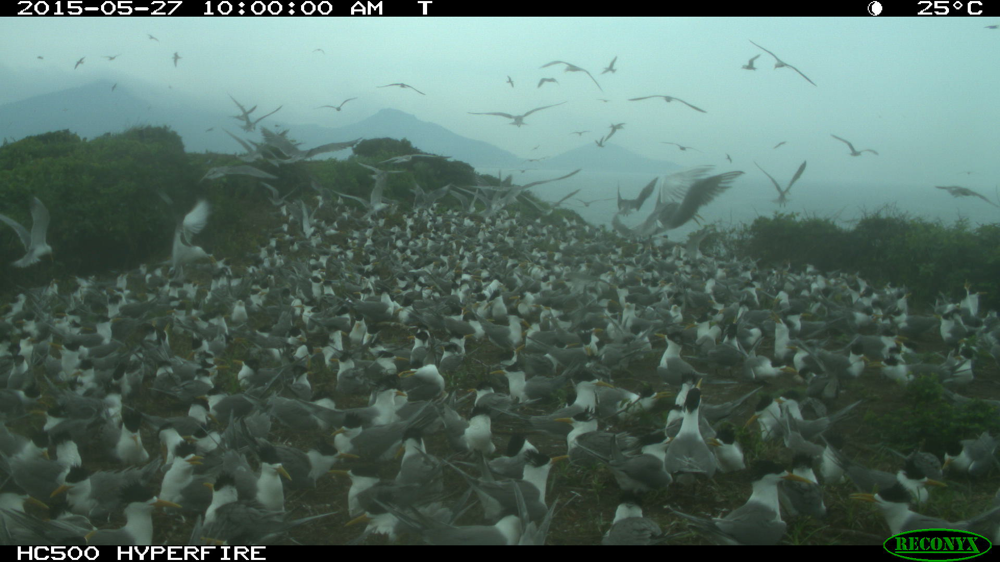 2015-05-27 10:00:00 AM T 25°C
HC500 HYPERFIRE
RECONYX